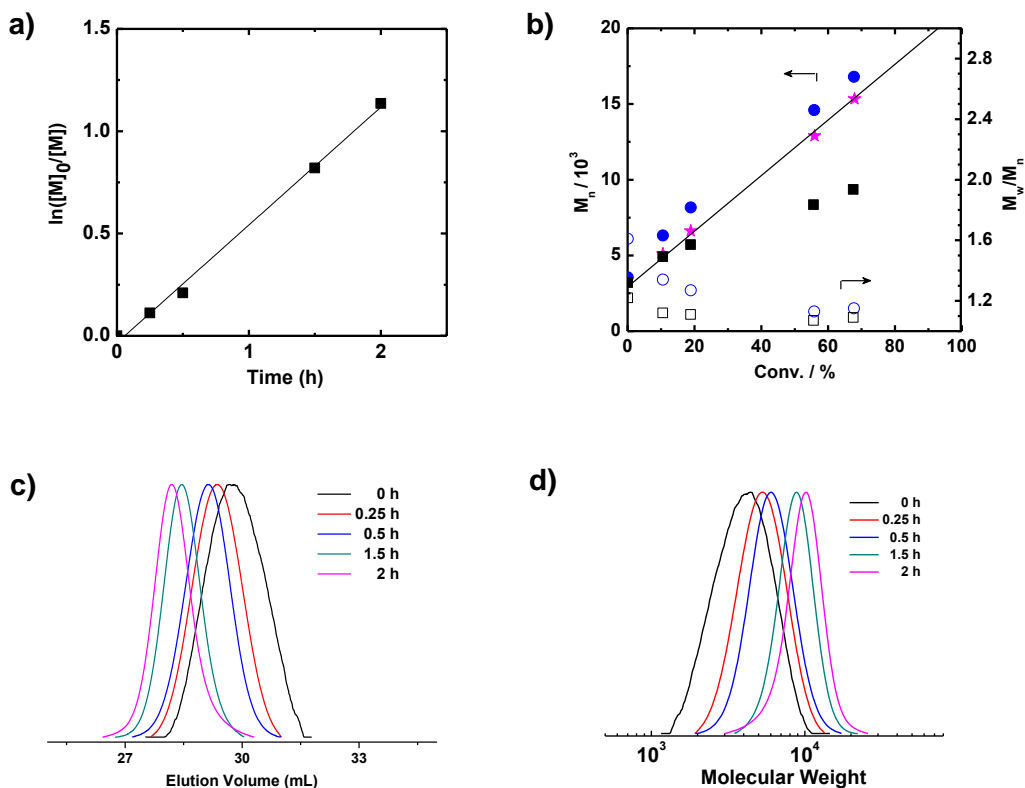 a)
1.5
1.0
0.5
0.0
ln([M]0/[M])
0 1 2
Time (h)
b)
20
15
10
5
0
Mn / 10^3
2.8
2.4
2.0
1.6
1.2
Mw/Mn
0 20 40 60 80 100
Conv. / %
c)
0 h
0.25 h
0.5 h
1.5 h
2 h
27 30 33
Elution Volume (mL)
d)
0 h
0.25 h
0.5 h
1.5 h
2 h
10^3 10^4
Molecular Weight